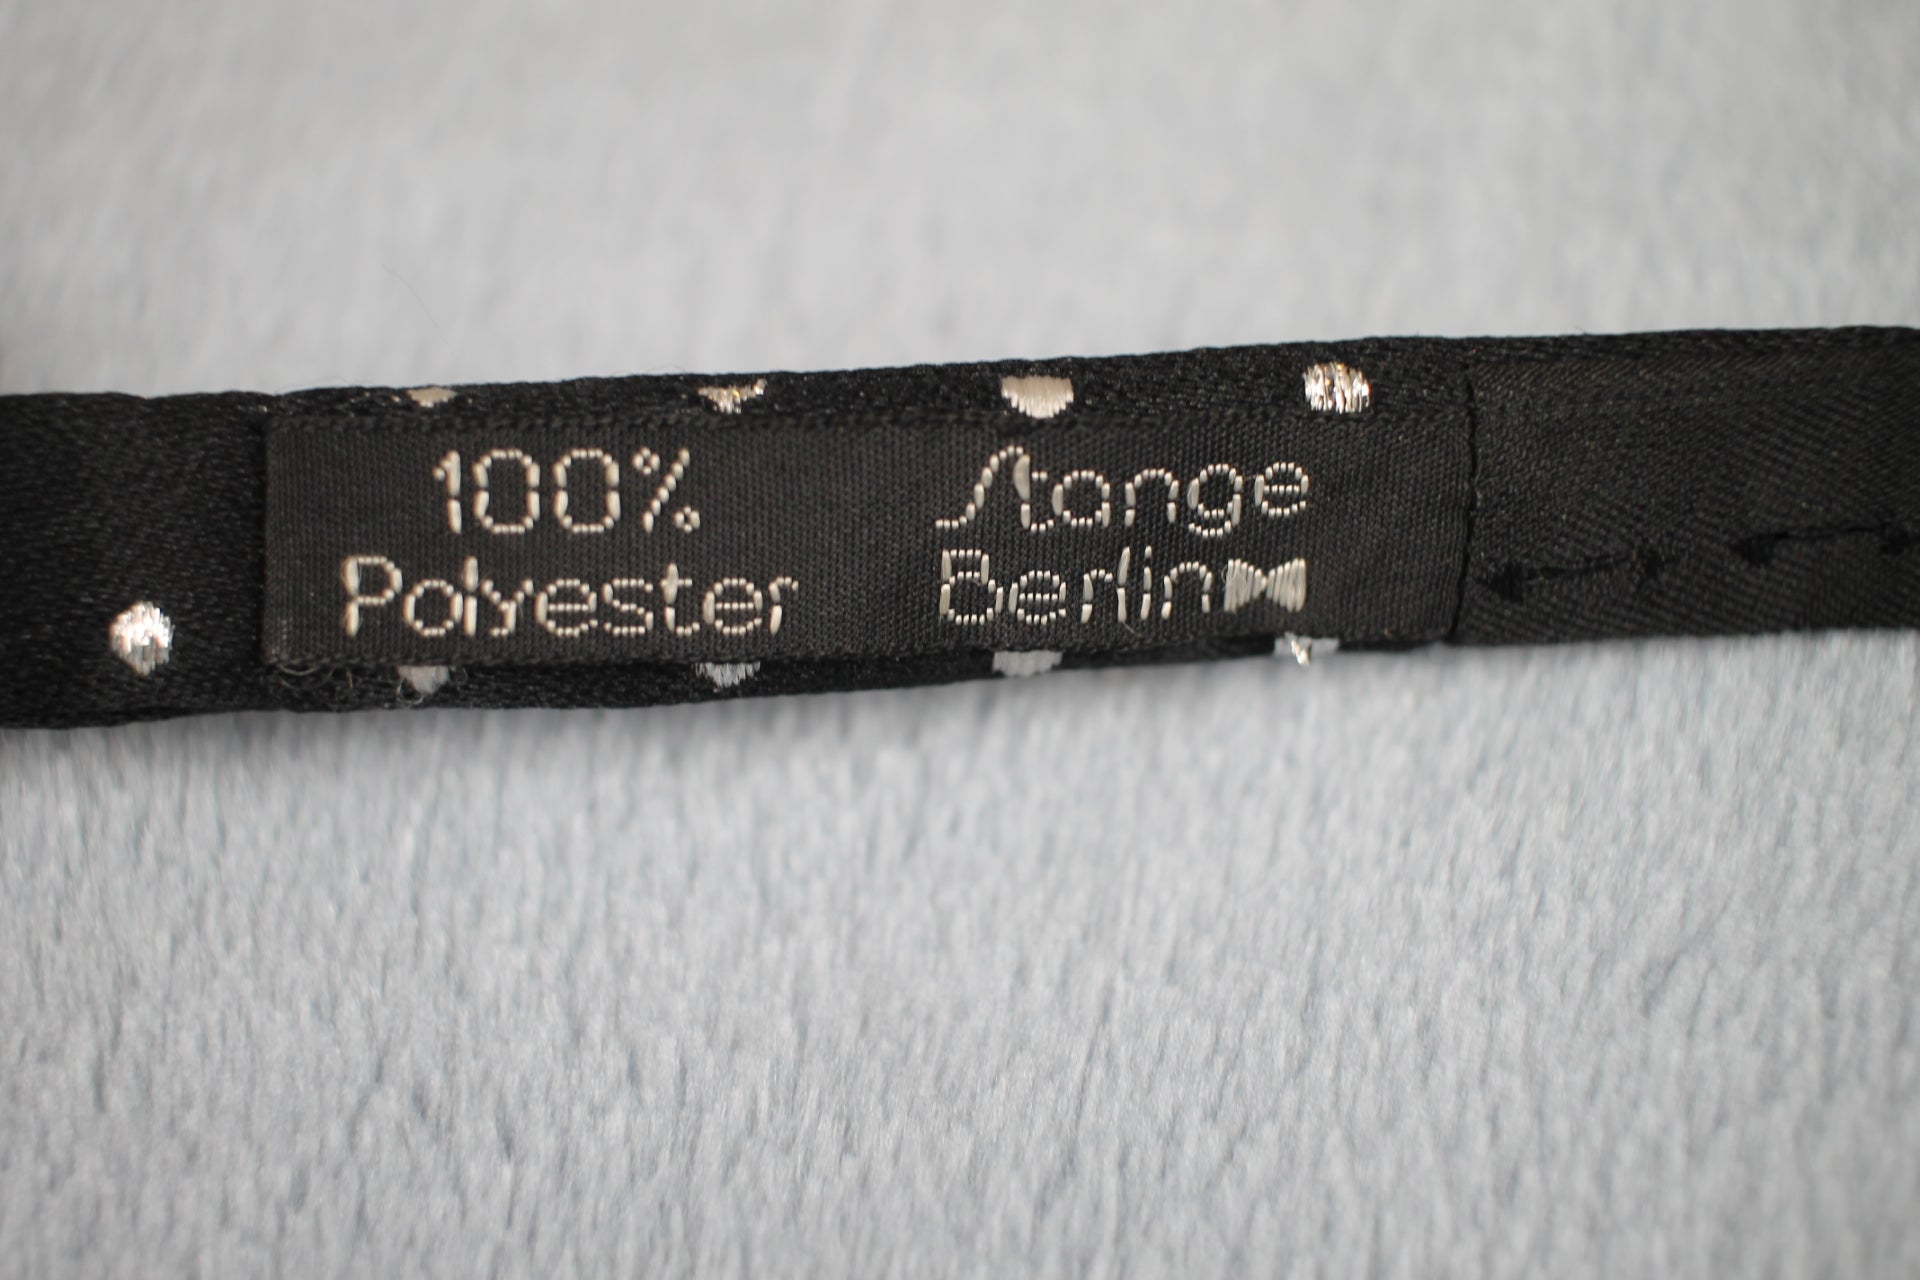 100%
Polyester
Stange
Berlin